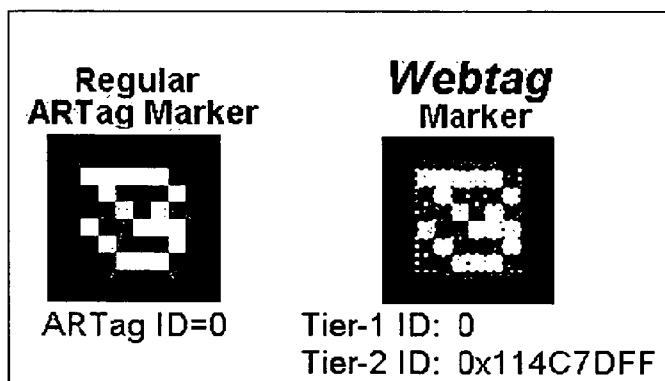 Regular
ARTag Marker
ARTag ID=0
Webtag
Marker
Tier-1 ID: 0
Tier-2 ID: 0x114C7DFF